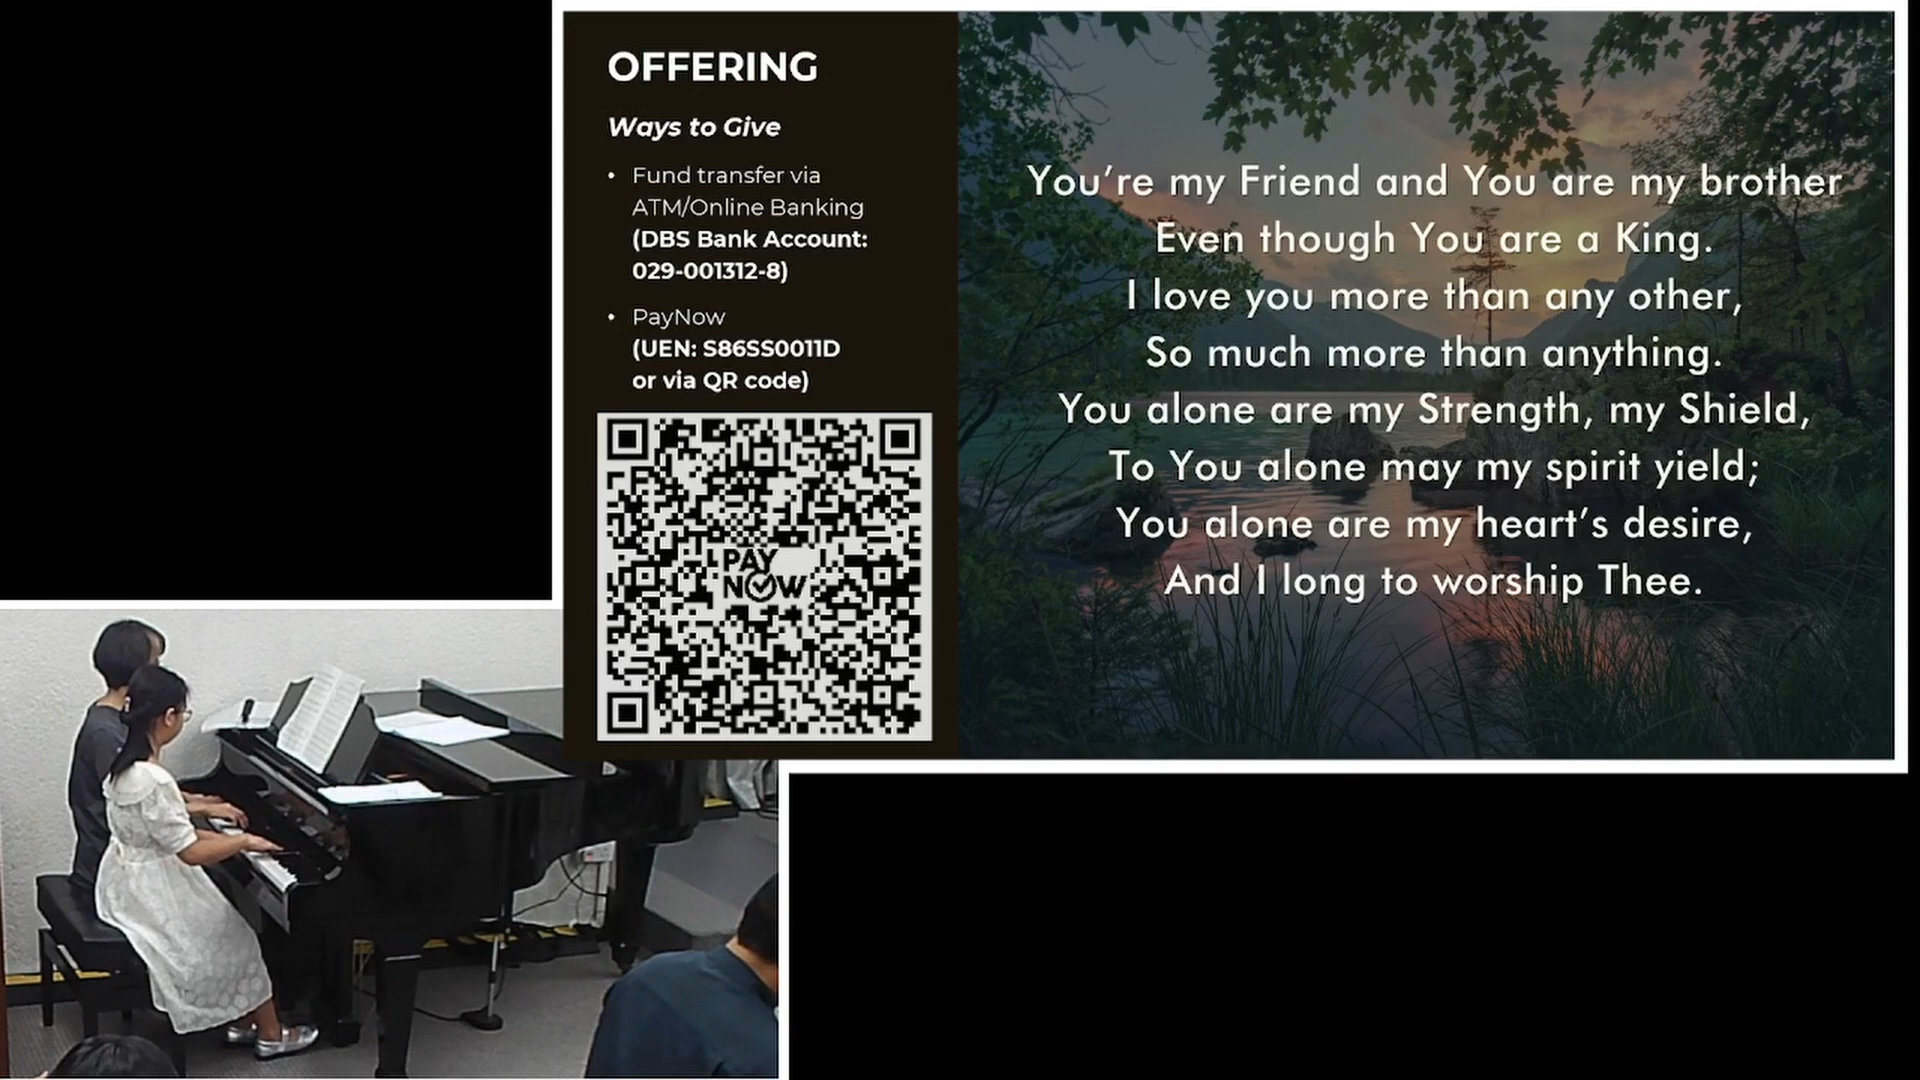 OFFERING
Ways to Give
• Fund transfer via
ATM/Online Banking
(DBS Bank Account:
029-001312-8)
• PayNow
(UEN: S86SS0011D
or via QR code)
PAY
NOW
You’re my Friend and You are my brother
Even though You are a King.
I love you more than any other,
So much more than anything.
You alone are my Strength, my Shield,
To You alone may my spirit yield;
You alone are my heart’s desire,
And I long to worship Thee.